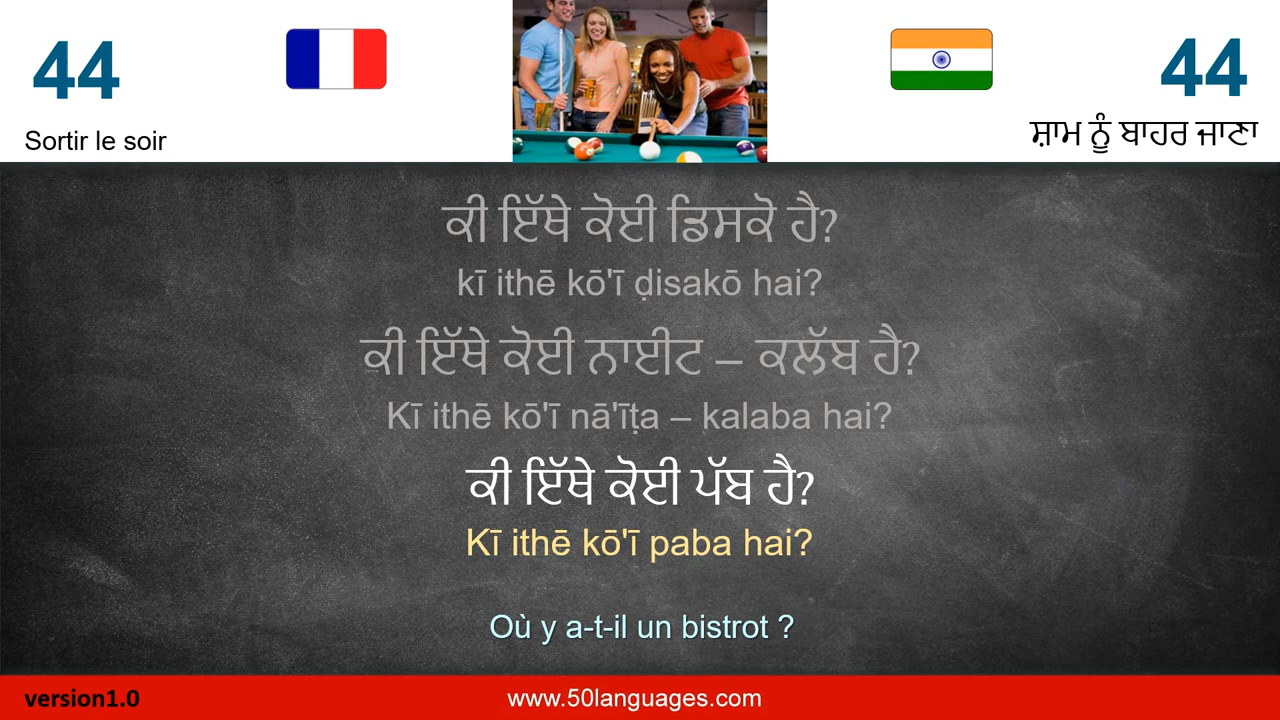 44
44
Sortir le soir
ਸ਼ਾਮ ਨੂੰ ਬਾਹਰ ਜਾਣਾ
ਕੀ ਇੱਥੇ ਕੋਈ ਡਿਸਕੋ ਹੈ?
kī ithē kō'ī ḍisakō hai?
ਕੀ ਇੱਥੇ ਕੋਈ ਨਾਈਟ – ਕਲੱਬ ਹੈ?
Kī ithē kō'ī nā'īṭa – kalaba hai?
ਕੀ ਇੱਥੇ ਕੋਈ ਪੱਬ ਹੈ?
Kī ithē kō'ī paba hai?
Où y a-t-il un bistrot ?
version1.0
www.50languages.com